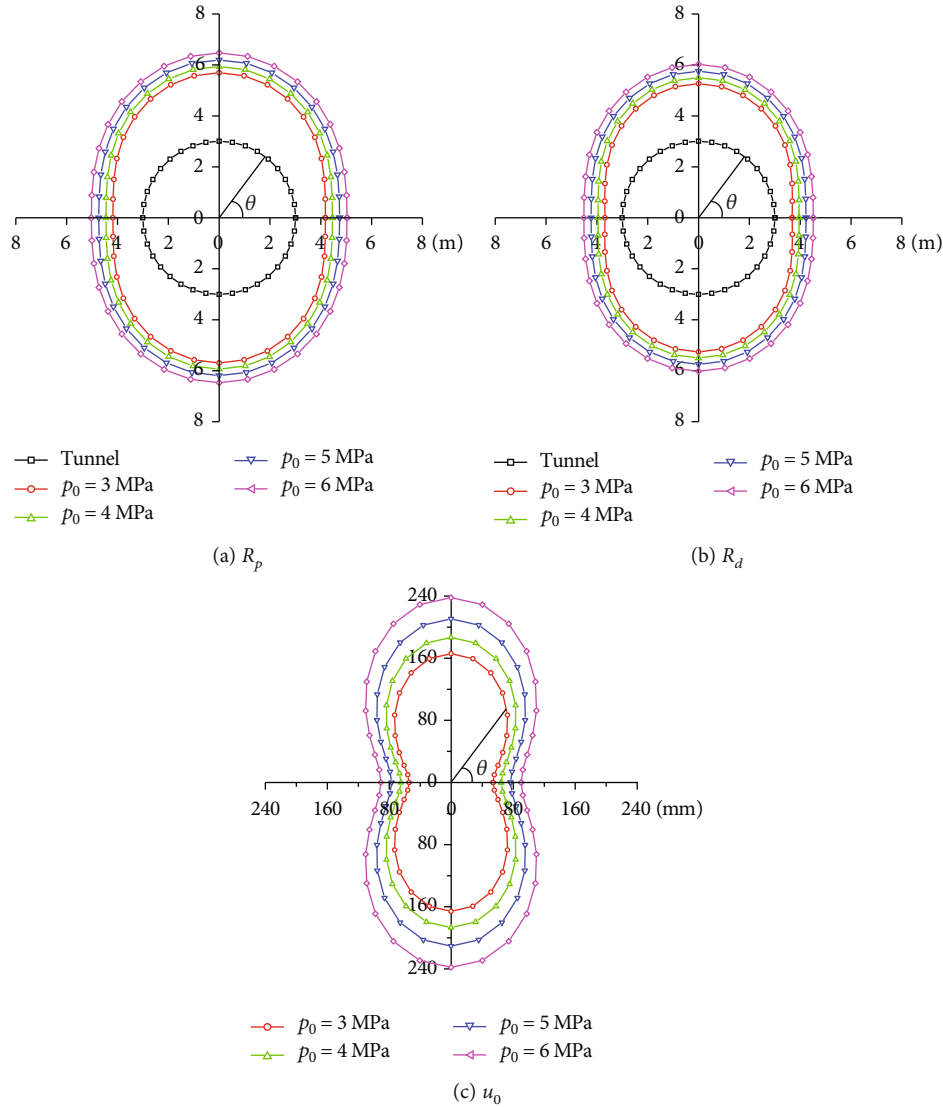 8
8
6
6
4
4
2
2
θ
θ
8 6 4 2 0 2 4 6 8 (m)
8 6 4 2 0 2 4 6 8 (m)
2
2
4
4
6
6
8
8
Tunnel
p₀ = 5 MPa
Tunnel
p₀ = 5 MPa
p₀ = 3 MPa
p₀ = 6 MPa
p₀ = 3 MPa
p₀ = 6 MPa
p₀ = 4 MPa
p₀ = 4 MPa
(a) Rₚ
(b) R_d
240
160
80
θ
0
240 160 80 0 80 160 240 (mm)
80
160
240
p₀ = 3 MPa
p₀ = 5 MPa
p₀ = 4 MPa
p₀ = 6 MPa
(c) u₀